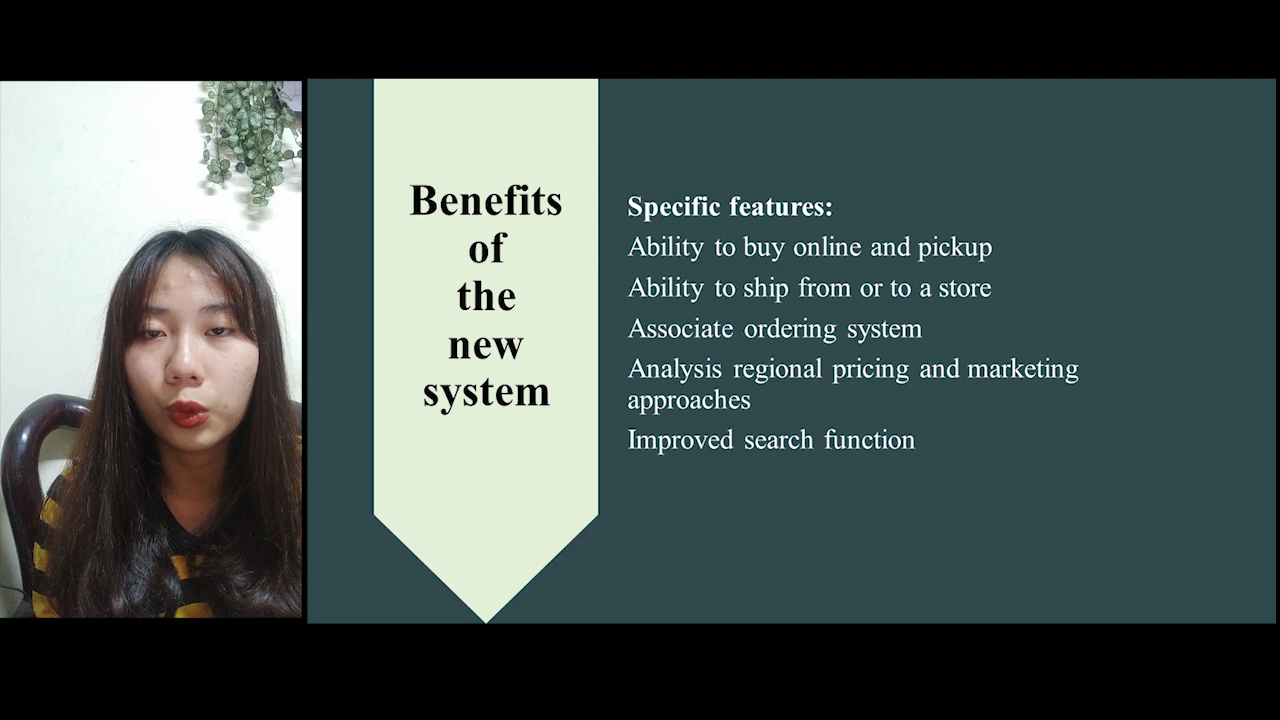 Benefits
of
the
new
system
Specific features:
Ability to buy online and pickup
Ability to ship from or to a store
Associate ordering system
Analysis regional pricing and marketing
approaches
Improved search function